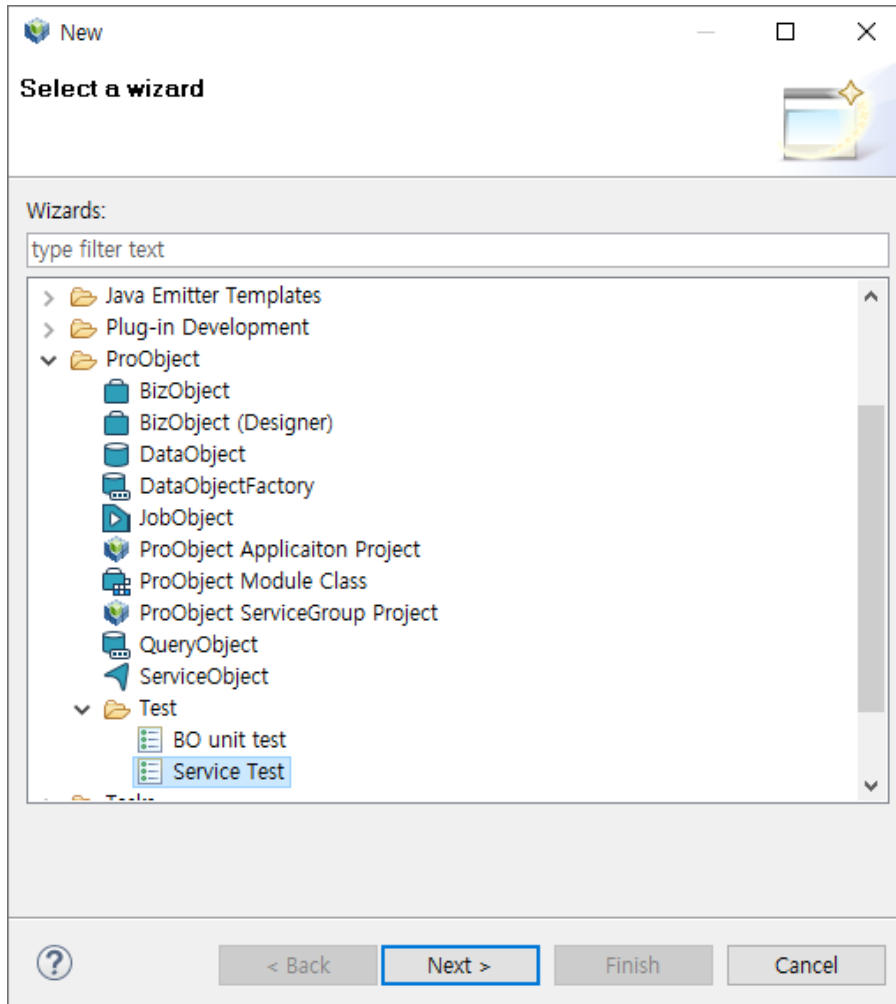 New
Select a wizard
Wizards:
type filter text
Java Emitter Templates
Plug-in Development
ProObject
BizObject
BizObject (Designer)
DataObject
DataObjectFactory
JobObject
ProObject Applicaiton Project
ProObject Module Class
ProObject ServiceGroup Project
QueryObject
ServiceObject
Test
BO unit test
Service Test
Tasks
< Back
Next >
Finish
Cancel